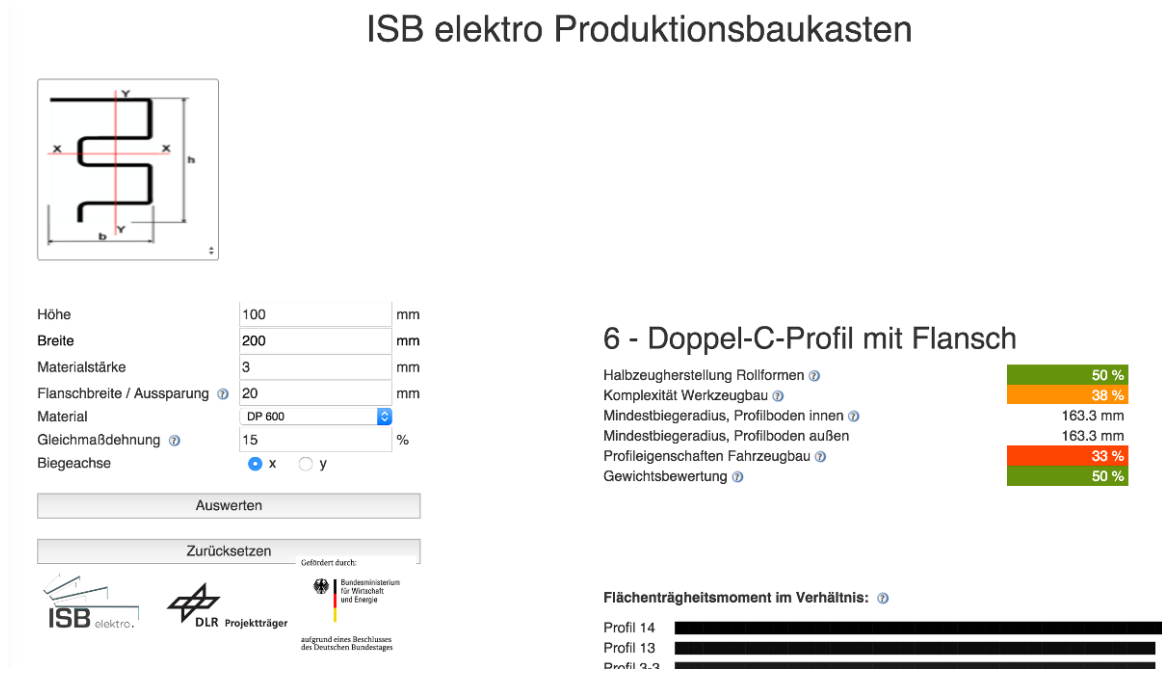 ISB elektro Produktionsbaukasten
Y
X X
h
Y
b
Höhe 100 mm
Breite 200 mm
Materialstärke 3 mm
Flanschbreite / Aussparung 20 mm
Material DP 600
Gleichmaßdehnung 15 %
Biegeachse x y
Auswerten
Zurücksetzen
ISB elektro.
DLR Projektträger
Gefördert durch:
Bundesministerium
für Wirtschaft
und Energie
aufgrund eines Beschlusses
des Deutschen Bundestages
6 - Doppel-C-Profil mit Flansch
Halbzeugherstellung Rollformen 50 %
Komplexität Werkzeugbau 38 %
Mindestbiegeradius, Profilboden innen 163.3 mm
Mindestbiegeradius, Profilboden außen 163.3 mm
Profileigenschaften Fahrzeugbau 33 %
Gewichtsbewertung 50 %
Flächenträgheitsmoment im Verhältnis:
Profil 14
Profil 13
Profil 3-3